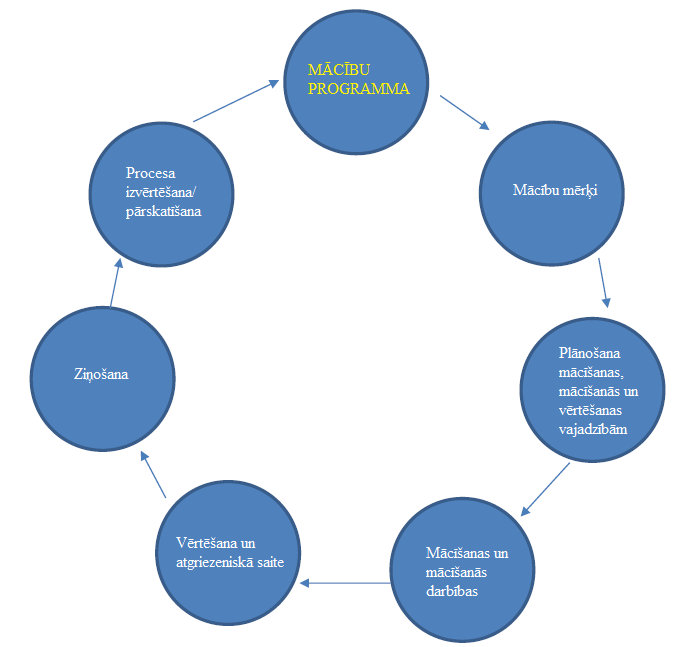 MĀCĪBU
PROGRAMMA
Mācību mērķi
Plānošana
mācīšanas,
mācīšanās un
vērtēšanas
vajadzībām
Mācīšanas un
mācīšanās
darbības
Vērtēšana un
atgriezeniskā saite
Ziņošana
Procesa
izvērtēšana/
pārskatīšana